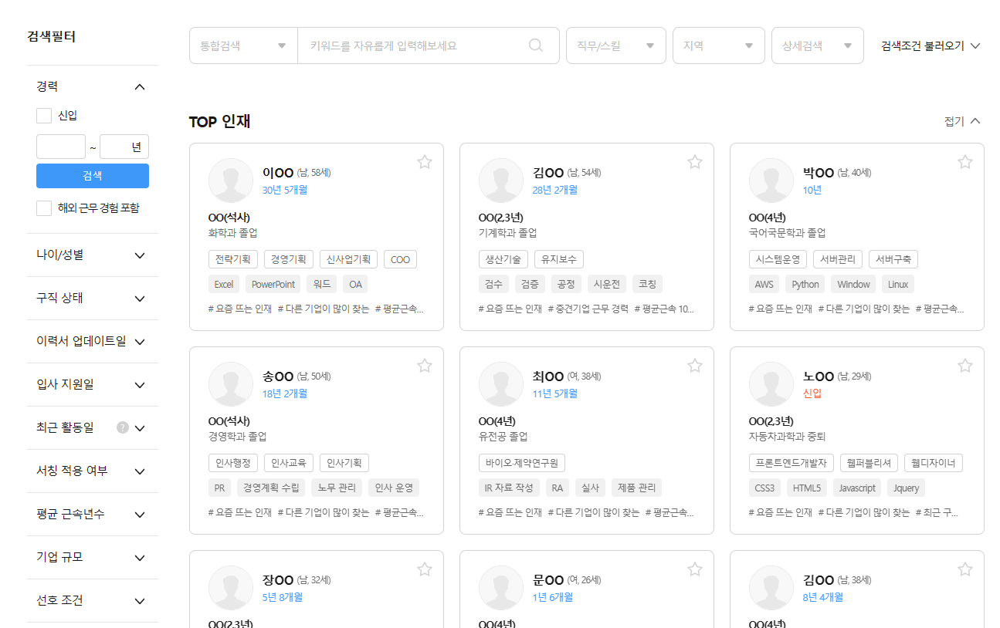 검색필터
경력
신입
~ 년
검색
해외 근무 경험 포함
나이/성별
구직 상태
이력서 업데이트일
입사 지원일
최근 활동일 ?
서칭 적용 여부
평균 근속년수
기업 규모
선호 조건
통합검색 키워드를 자유롭게 입력해보세요 직무/스킬 지역 상세검색 검색조건 불러오기
TOP 인재 접기
이OO (남, 58세)
30년 5개월
OO(석사)
화학과 졸업
전략기획 경영기획 신사업기획 COO
Excel PowerPoint 워드 OA
# 요즘 뜨는 인재 # 다른 기업이 많이 찾는 # 평균근속...
김OO (남, 54세)
28년 2개월
OO(2,3년)
기계학과 졸업
생산기술 유지보수
검수 검증 공정 시운전 코칭
# 요즘 뜨는 인재 # 중견기업 근무 경력 # 평균근속 10...
박OO (남, 40세)
10년
OO(4년)
국어국문학과 졸업
시스템운영 서버관리 서버구축
AWS Python Window Linux
# 요즘 뜨는 인재 # 다른 기업이 많이 찾는 # 평균근속...
송OO (남, 50세)
18년 2개월
OO(석사)
경영학과 졸업
인사행정 인사교육 인사기획
PR 경영계획 수립 노무 관리 인사 운영
# 요즘 뜨는 인재 # 다른 기업이 많이 찾는 # 평균근속...
최OO (여, 38세)
11년 5개월
OO(4년)
유전공 졸업
바이오·제약연구원
IR 자료 작성 RA 실사 제품 관리
# 요즘 뜨는 인재 # 다른 기업이 많이 찾는 # 평균근속...
노OO (남, 29세)
신입
OO(2,3년)
자동차과학과 중퇴
프론트엔드개발자 웹퍼블리셔 웹디자이너
CSS3 HTML5 Javascript Jquery
# 요즘 뜨는 인재 # 다른 기업이 많이 찾는 # 최근 구...
장OO (남, 32세)
5년 8개월
OO(2,3년)
문OO (여, 26세)
1년 6개월
OO(4년)
김OO (남, 38세)
8년 4개월
OO(4년)